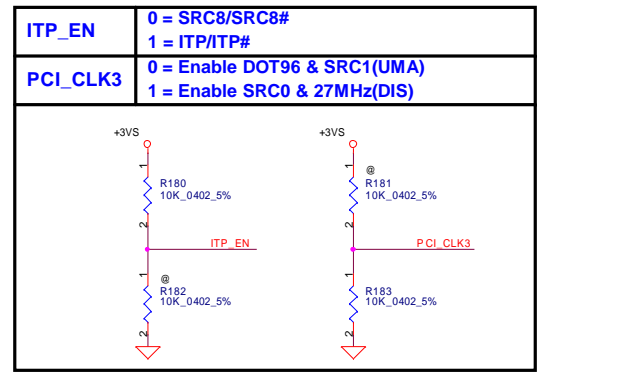 ITP_EN
0 = SRC8/SRC8#
1 = ITP/ITP#
PCI_CLK3
0 = Enable DOT96 & SRC1(UMA)
1 = Enable SRC0 & 27MHz(DIS)
+3VS
+3VS
1
R180
10K_0402_5%
2
1
@
R181
10K_0402_5%
2
ITP_EN
PCI_CLK3
1
@
R182
10K_0402_5%
2
1
R183
10K_0402_5%
2